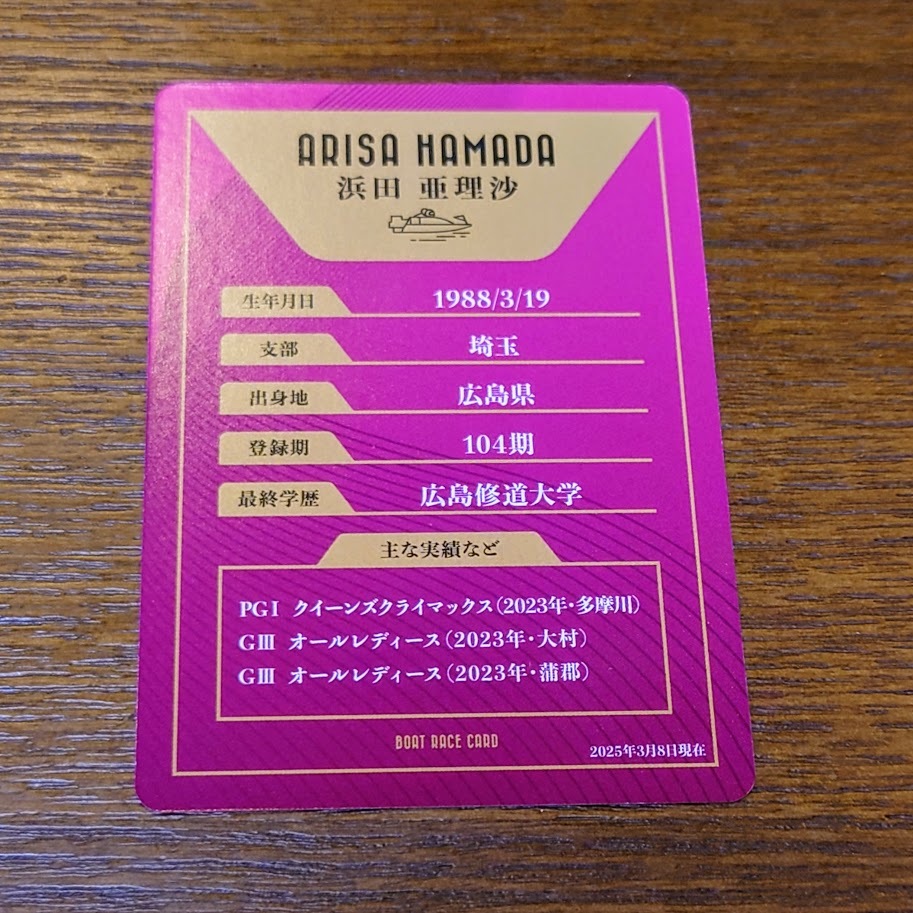 ARISA HAMADA
浜田 亜理沙
生年月日 1988/3/19
支部 埼玉
出身地 広島県
登録期 104期
最終学歴 広島修道大学
主な実績など
PGⅠ クイーンズクライマックス（2023年・多摩川）
GⅢ オールレディース（2023年・大村）
GⅢ オールレディース（2023年・蒲郡）
BOAT RACE CARD
2025年3月8日現在